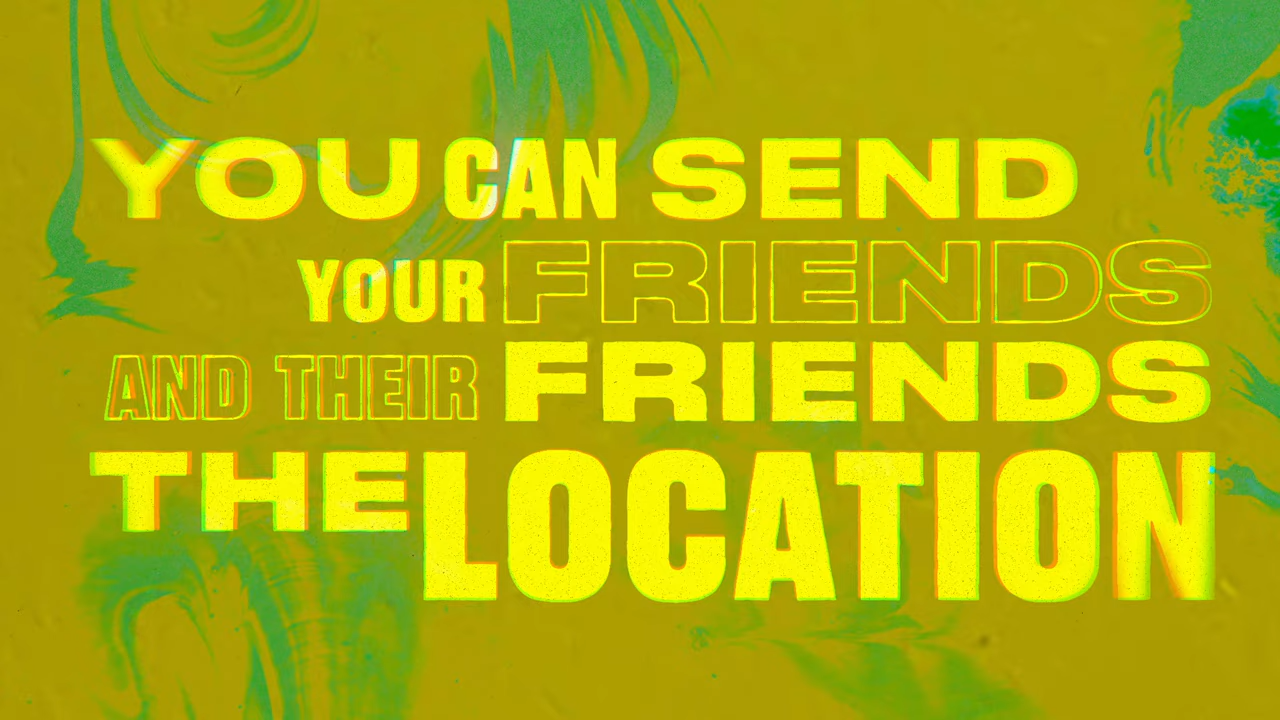 YOU CAN SEND
YOUR FRIENDS
AND THEIR FRIENDS
THE LOCATION